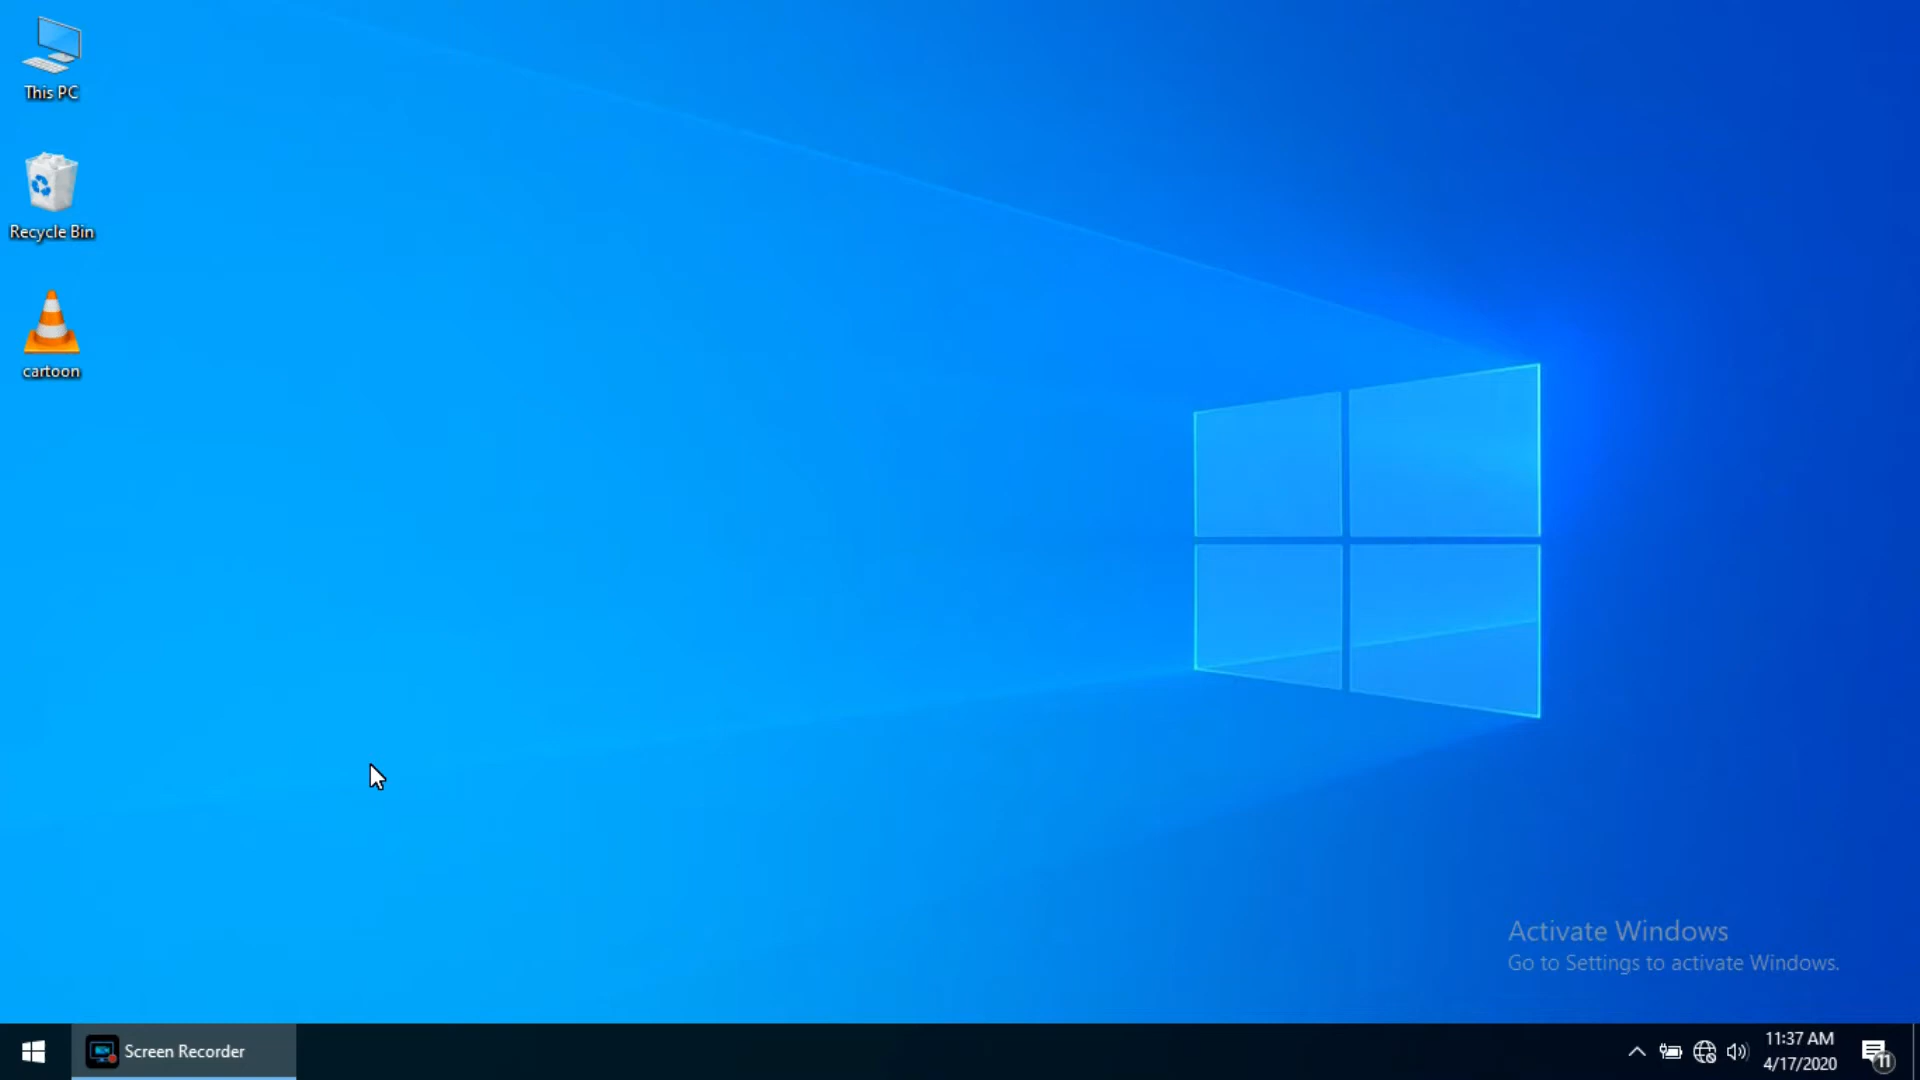 This PC
Recycle Bin
cartoon
Activate Windows
Go to Settings to activate Windows.
Screen Recorder
11:37 AM
4/17/2020
11